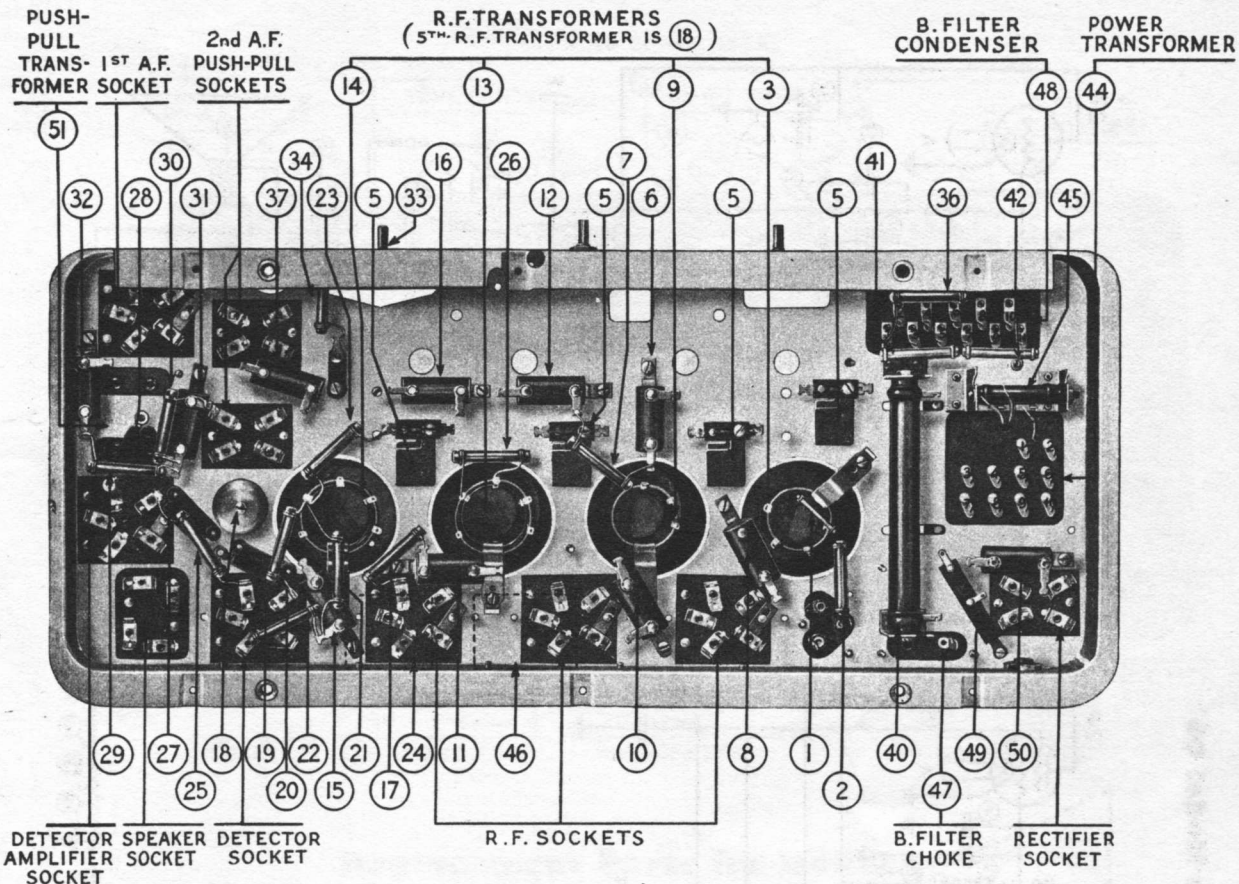 PUSH-
PULL
TRANS-
FORMER
1ST A.F.
SOCKET
2nd A.F.
PUSH-PULL
SOCKETS
R.F. TRANSFORMERS
(5TH- R.F. TRANSFORMER IS 18)
B. FILTER
CONDENSER
POWER
TRANSFORMER
51 14 13 9 3 48 44
30 34 16 26 7 41
32 28 31 37 23 5 33 12 5 6 5 5 36 42 45
29 27 18 19 22 21 24 11 46 10 8 1 40 49 50
25 20 15 17 2 47
DETECTOR
AMPLIFIER
SOCKET
SPEAKER
SOCKET
DETECTOR
SOCKET
R.F. SOCKETS
B. FILTER
CHOKE
RECTIFIER
SOCKET